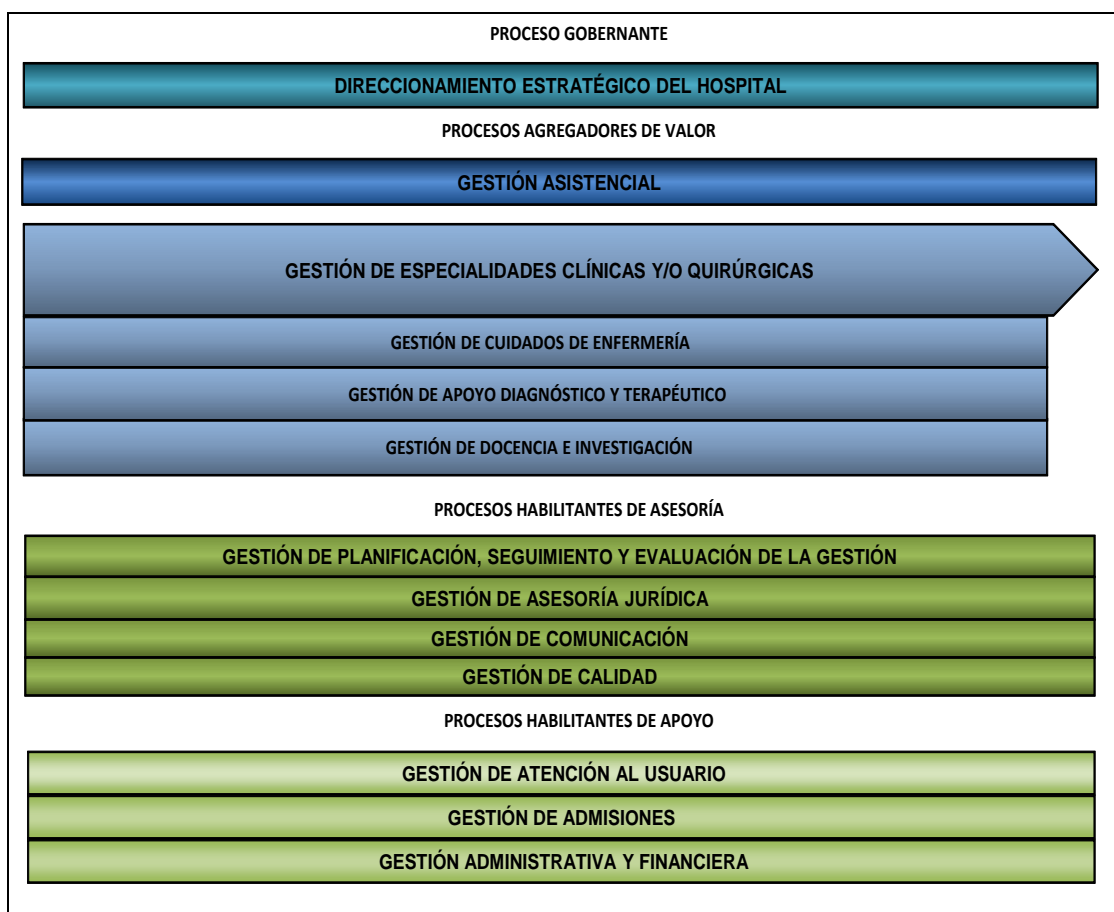 PROCESO GOBERNANTE
DIRECCIONAMIENTO ESTRATÉGICO DEL HOSPITAL
PROCESOS AGREGADORES DE VALOR
GESTIÓN ASISTENCIAL
GESTIÓN DE ESPECIALIDADES CLÍNICAS Y/O QUIRÚRGICAS
GESTIÓN DE CUIDADOS DE ENFERMERÍA
GESTIÓN DE APOYO DIAGNÓSTICO Y TERAPÉUTICO
GESTIÓN DE DOCENCIA E INVESTIGACIÓN
PROCESOS HABILITANTES DE ASESORÍA
GESTIÓN DE PLANIFICACIÓN, SEGUIMIENTO Y EVALUACIÓN DE LA GESTIÓN
GESTIÓN DE ASESORÍA JURÍDICA
GESTIÓN DE COMUNICACIÓN
GESTIÓN DE CALIDAD
PROCESOS HABILITANTES DE APOYO
GESTIÓN DE ATENCIÓN AL USUARIO
GESTIÓN DE ADMISIONES
GESTIÓN ADMINISTRATIVA Y FINANCIERA